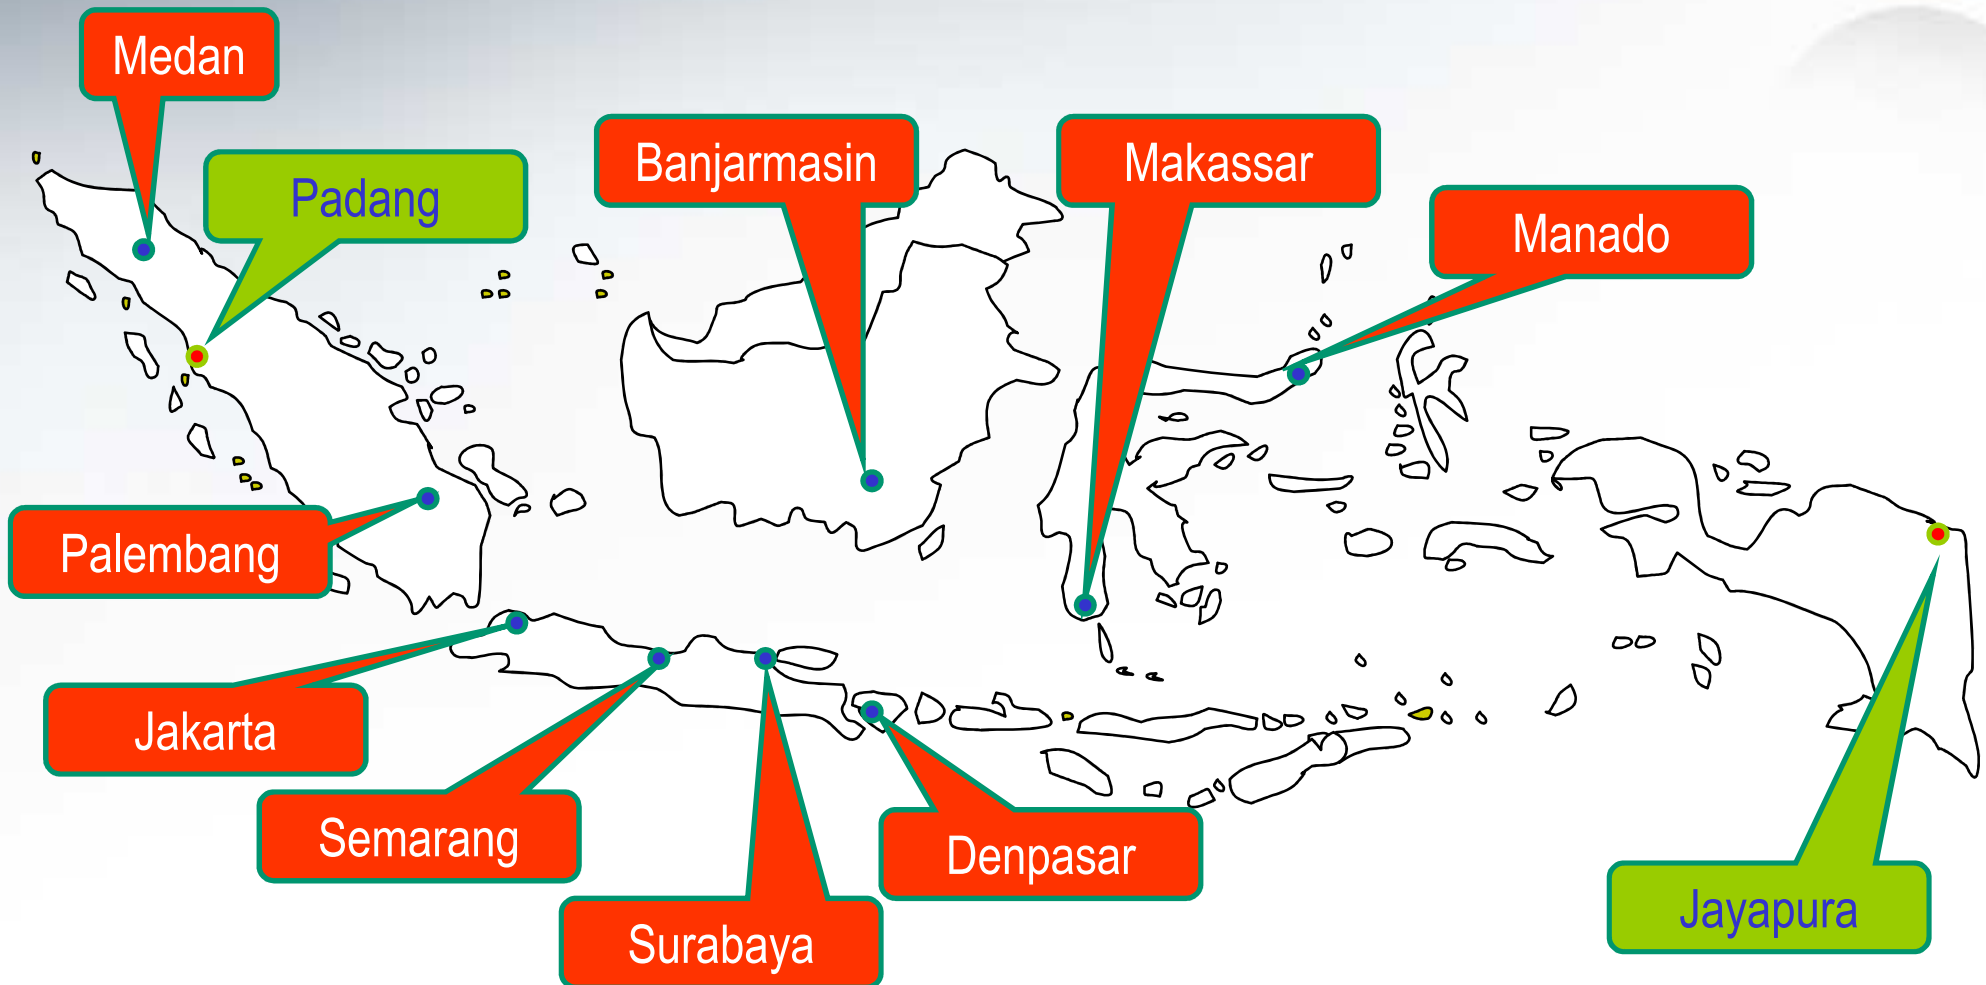 Medan
Padang
Banjarmasin
Makassar
Manado
Palembang
Jakarta
Semarang
Denpasar
Surabaya
Jayapura